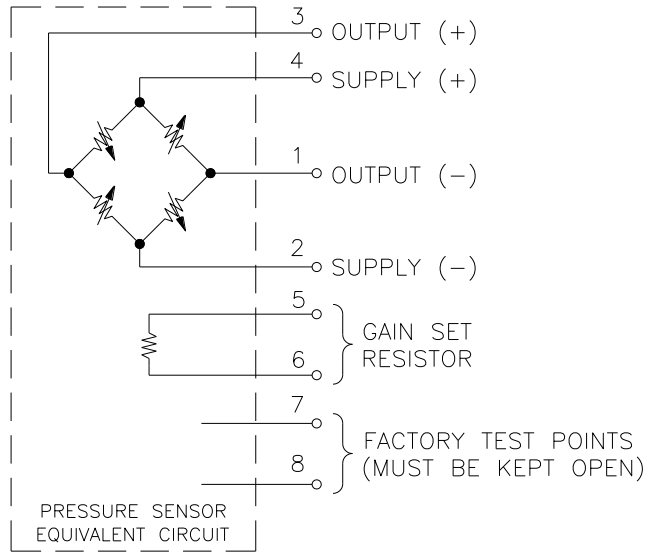 3 OUTPUT (+)
4 SUPPLY (+)
1 OUTPUT (-)
2 SUPPLY (-)
5
GAIN SET
RESISTOR
6
7
FACTORY TEST POINTS
(MUST BE KEPT OPEN)
8
PRESSURE SENSOR
EQUIVALENT CIRCUIT